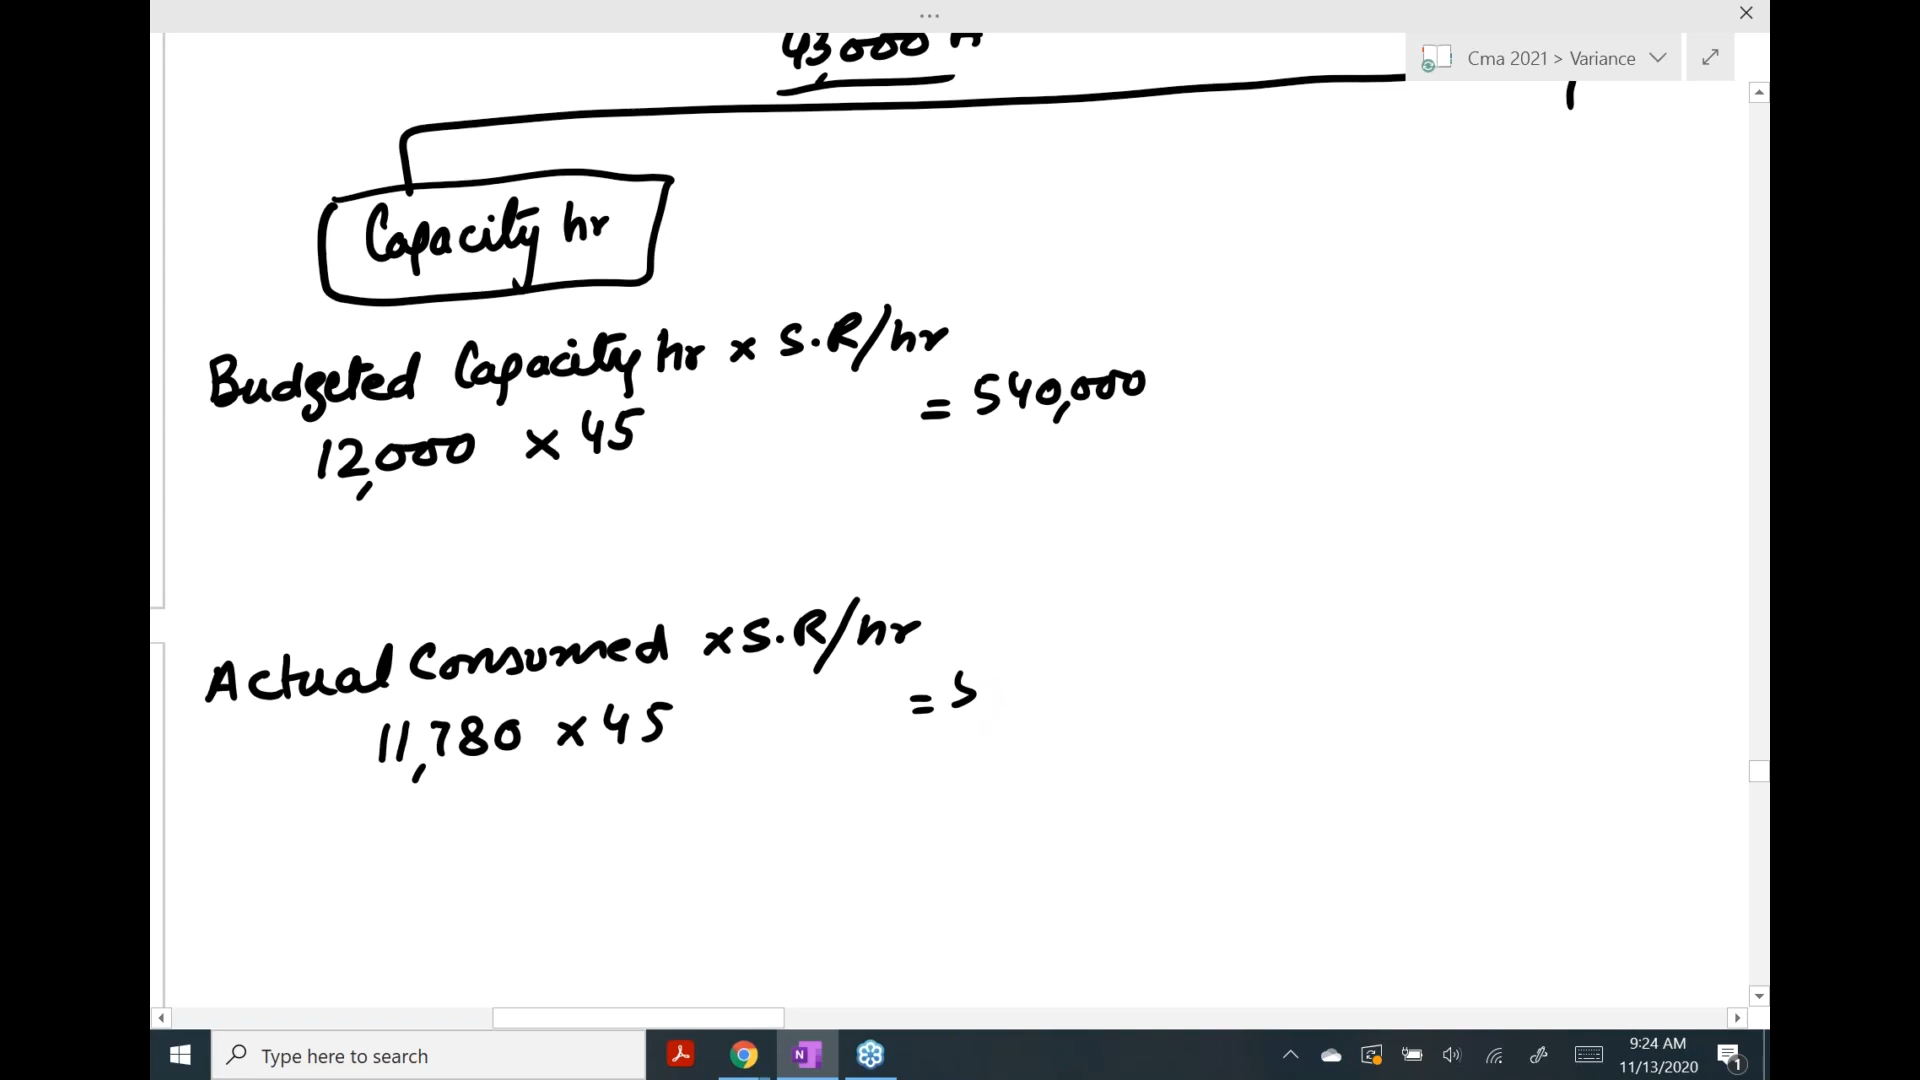 43000 A
Cma 2021 > Variance
Capacity hr
Budgeted Capacity hr x S.R/hr
= 540,000
12,000 x 45
Actual Consumed x S.R/hr
= 5
11,780 x 45
Type here to search
N
9:24 AM
11/13/2020
1